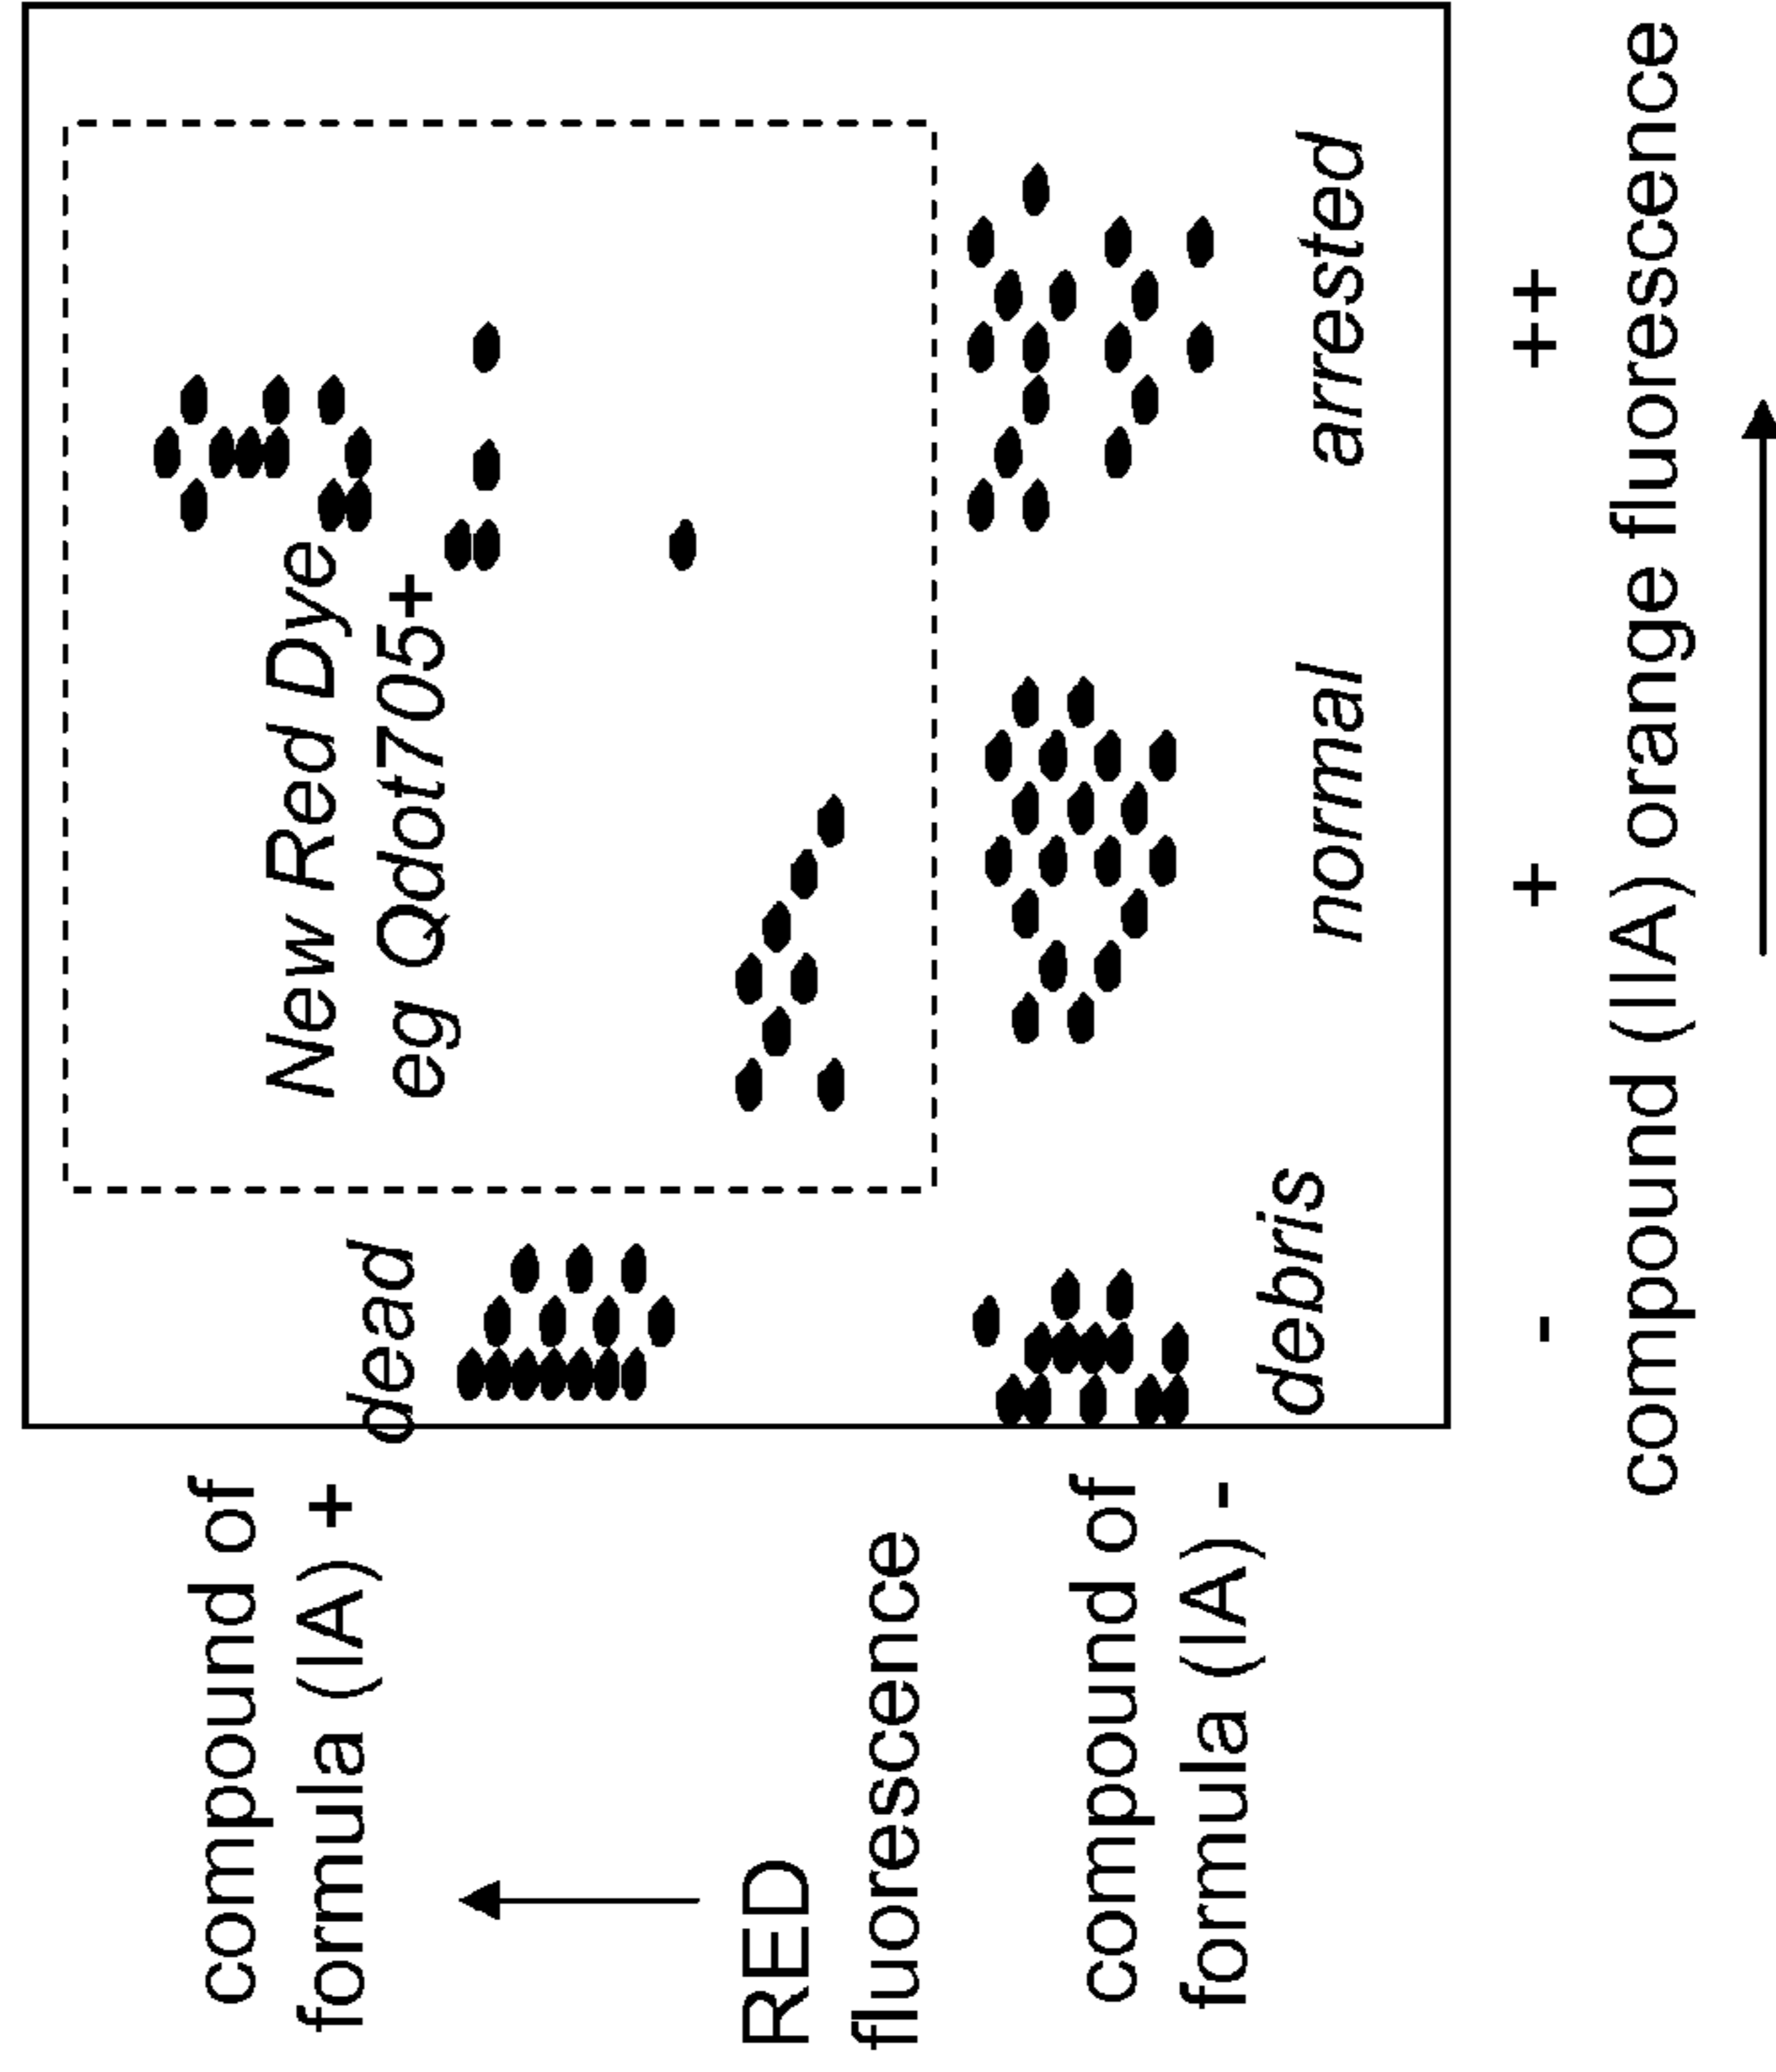 compound of
formula (IA) +
RED
fluorescence
compound of
formula (IA) -
dead
New Red Dye
eg Qdot705+
debris
normal
arrested
-
+
++
compound (IIA) orange fluorescence